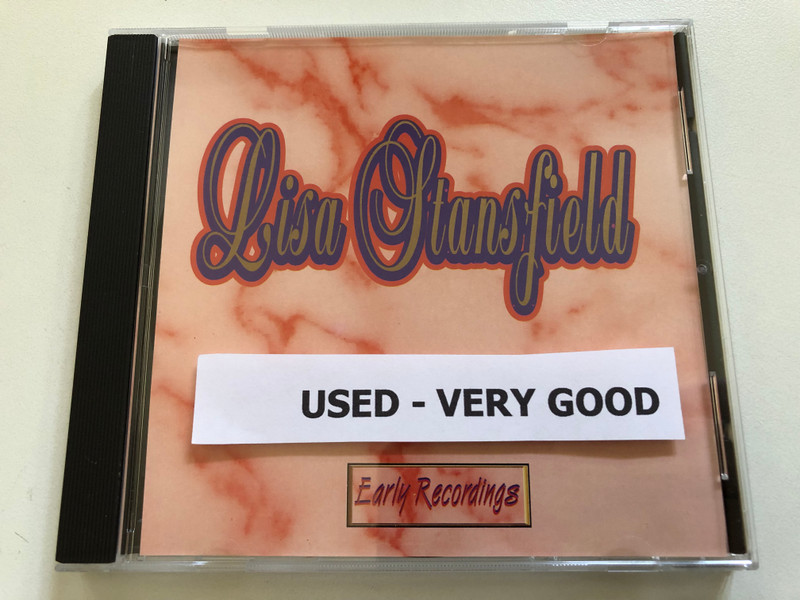 Lisa Stansfield
USED - VERY GOOD
Early Recordings